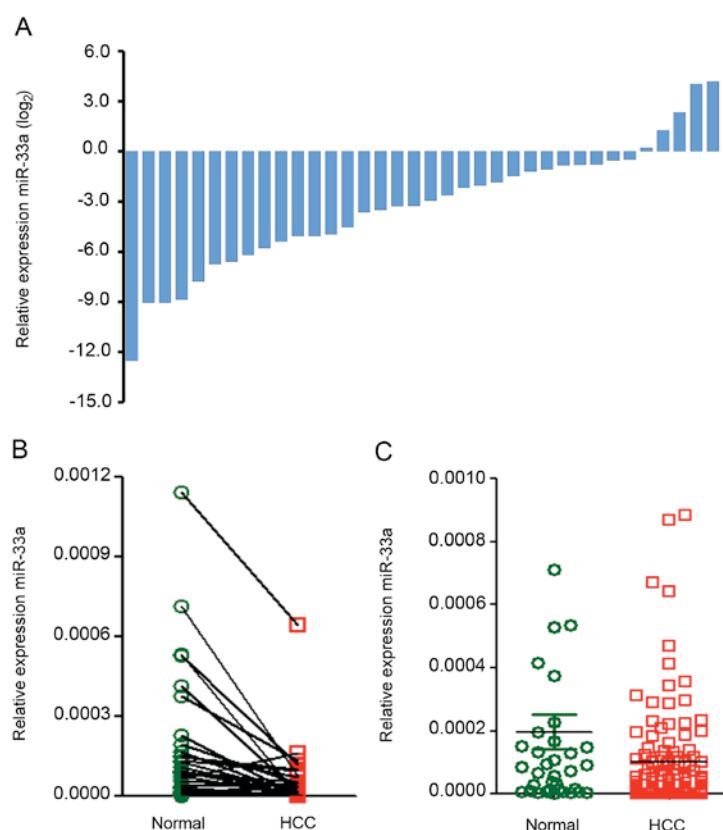 A
Relative expression miR-33a (log₂)
6.0
3.0
0.0
-3.0
-6.0
-9.0
-12.0
-15.0
B
Relative expression miR-33a
0.0012
0.0009
0.0006
0.0003
0.0000
Normal HCC
C
Relative expression miR-33a
0.0010
0.0008
0.0006
0.0004
0.0002
0.0000
Normal HCC